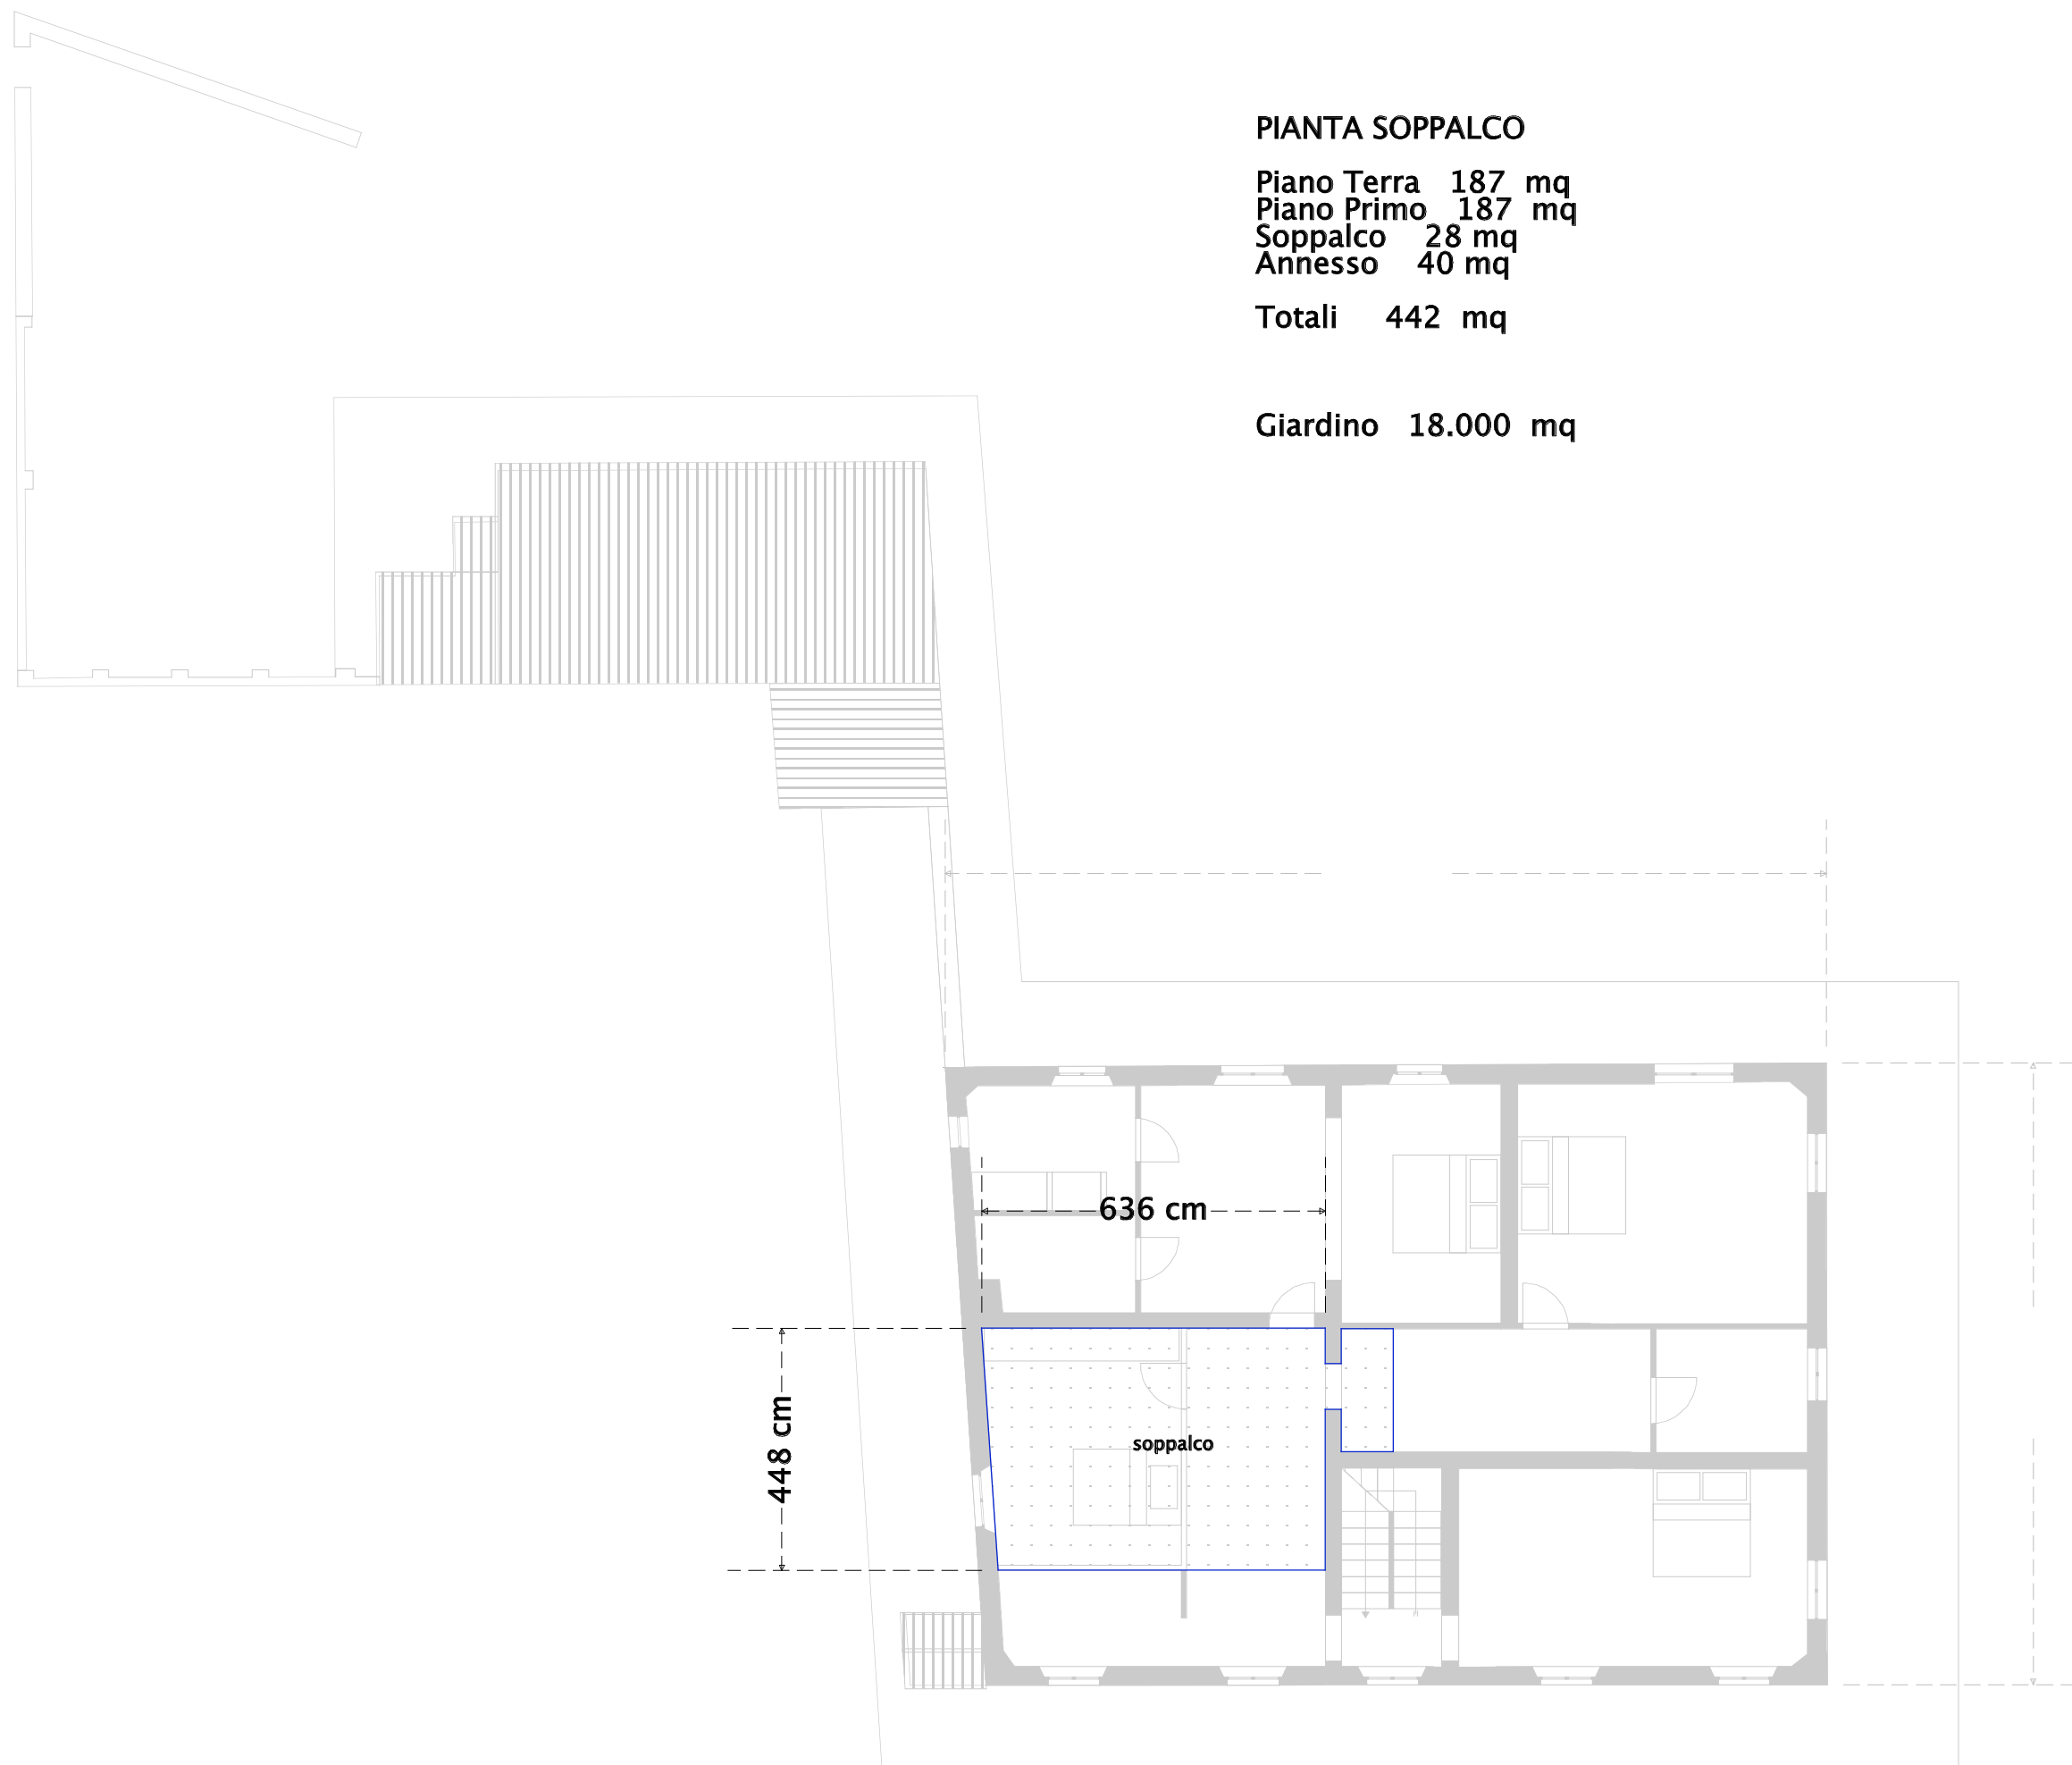 PIANTA SOPPALCO
Piano Terra 187 mq
Piano Primo 187 mq
Soppalco 28 mq
Annesso 40 mq
Totali 442 mq
Giardino 18.000 mq
636 cm
448 cm
soppalco